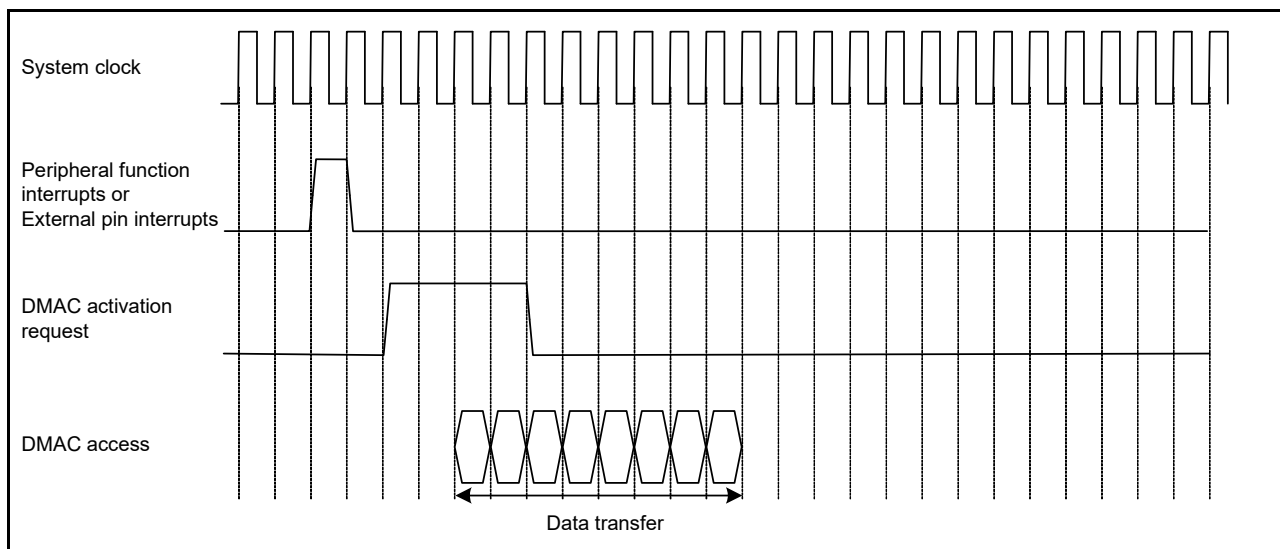 System clock
Peripheral function
interrupts or
External pin interrupts
DMAC activation
request
DMAC access
Data transfer